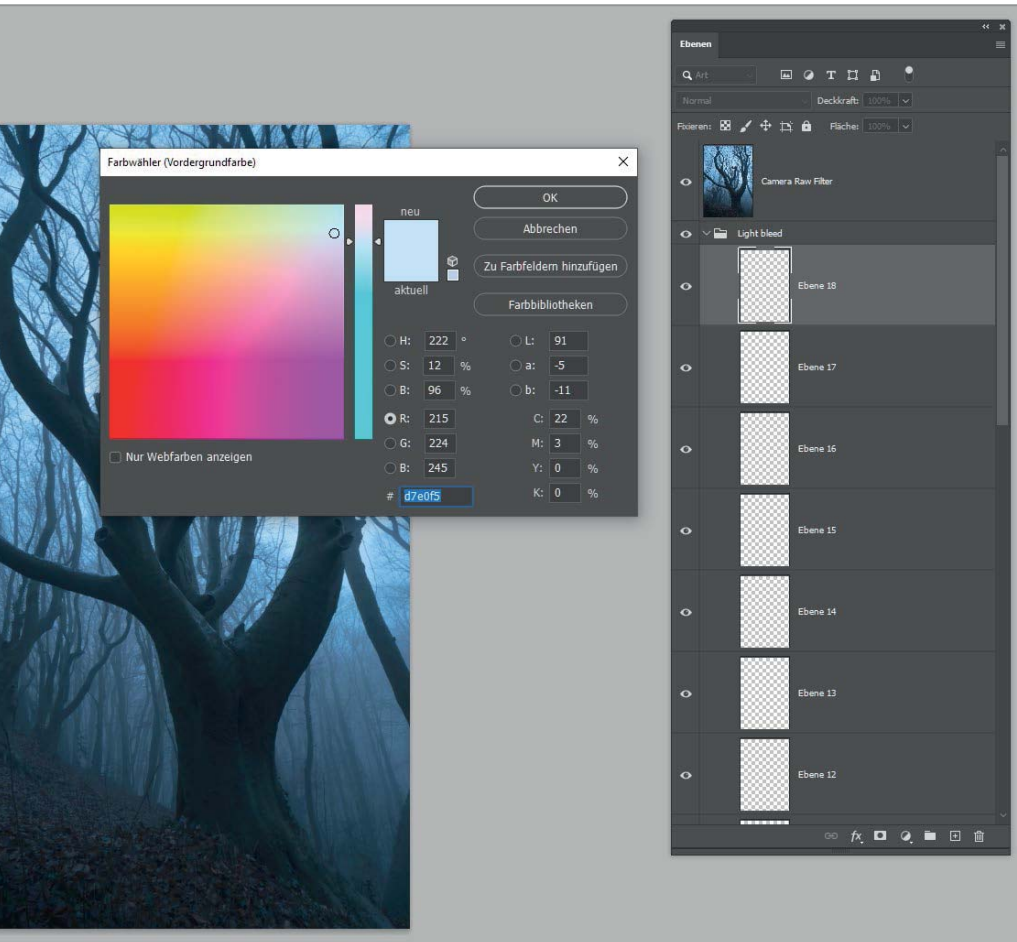 Farbwähler (Vordergrundfarbe)
neu
aktuell
OK
Abbrechen
Zu Farbfeldern hinzufügen
Farbbibliotheken
H: 222 °
L: 91
S: 12 %
a: -5
B: 96 %
b: -11
R: 215
C: 22 %
G: 224
M: 3 %
B: 245
Y: 0 %
# d7e0f5
K: 0 %
Nur Webfarben anzeigen
Ebenen
Art
Normal
Deckkraft: 100%
Fixieren:
Fläche: 100%
Camera Raw Filter
Light bleed
Ebene 18
Ebene 17
Ebene 16
Ebene 15
Ebene 14
Ebene 13
Ebene 12
fx